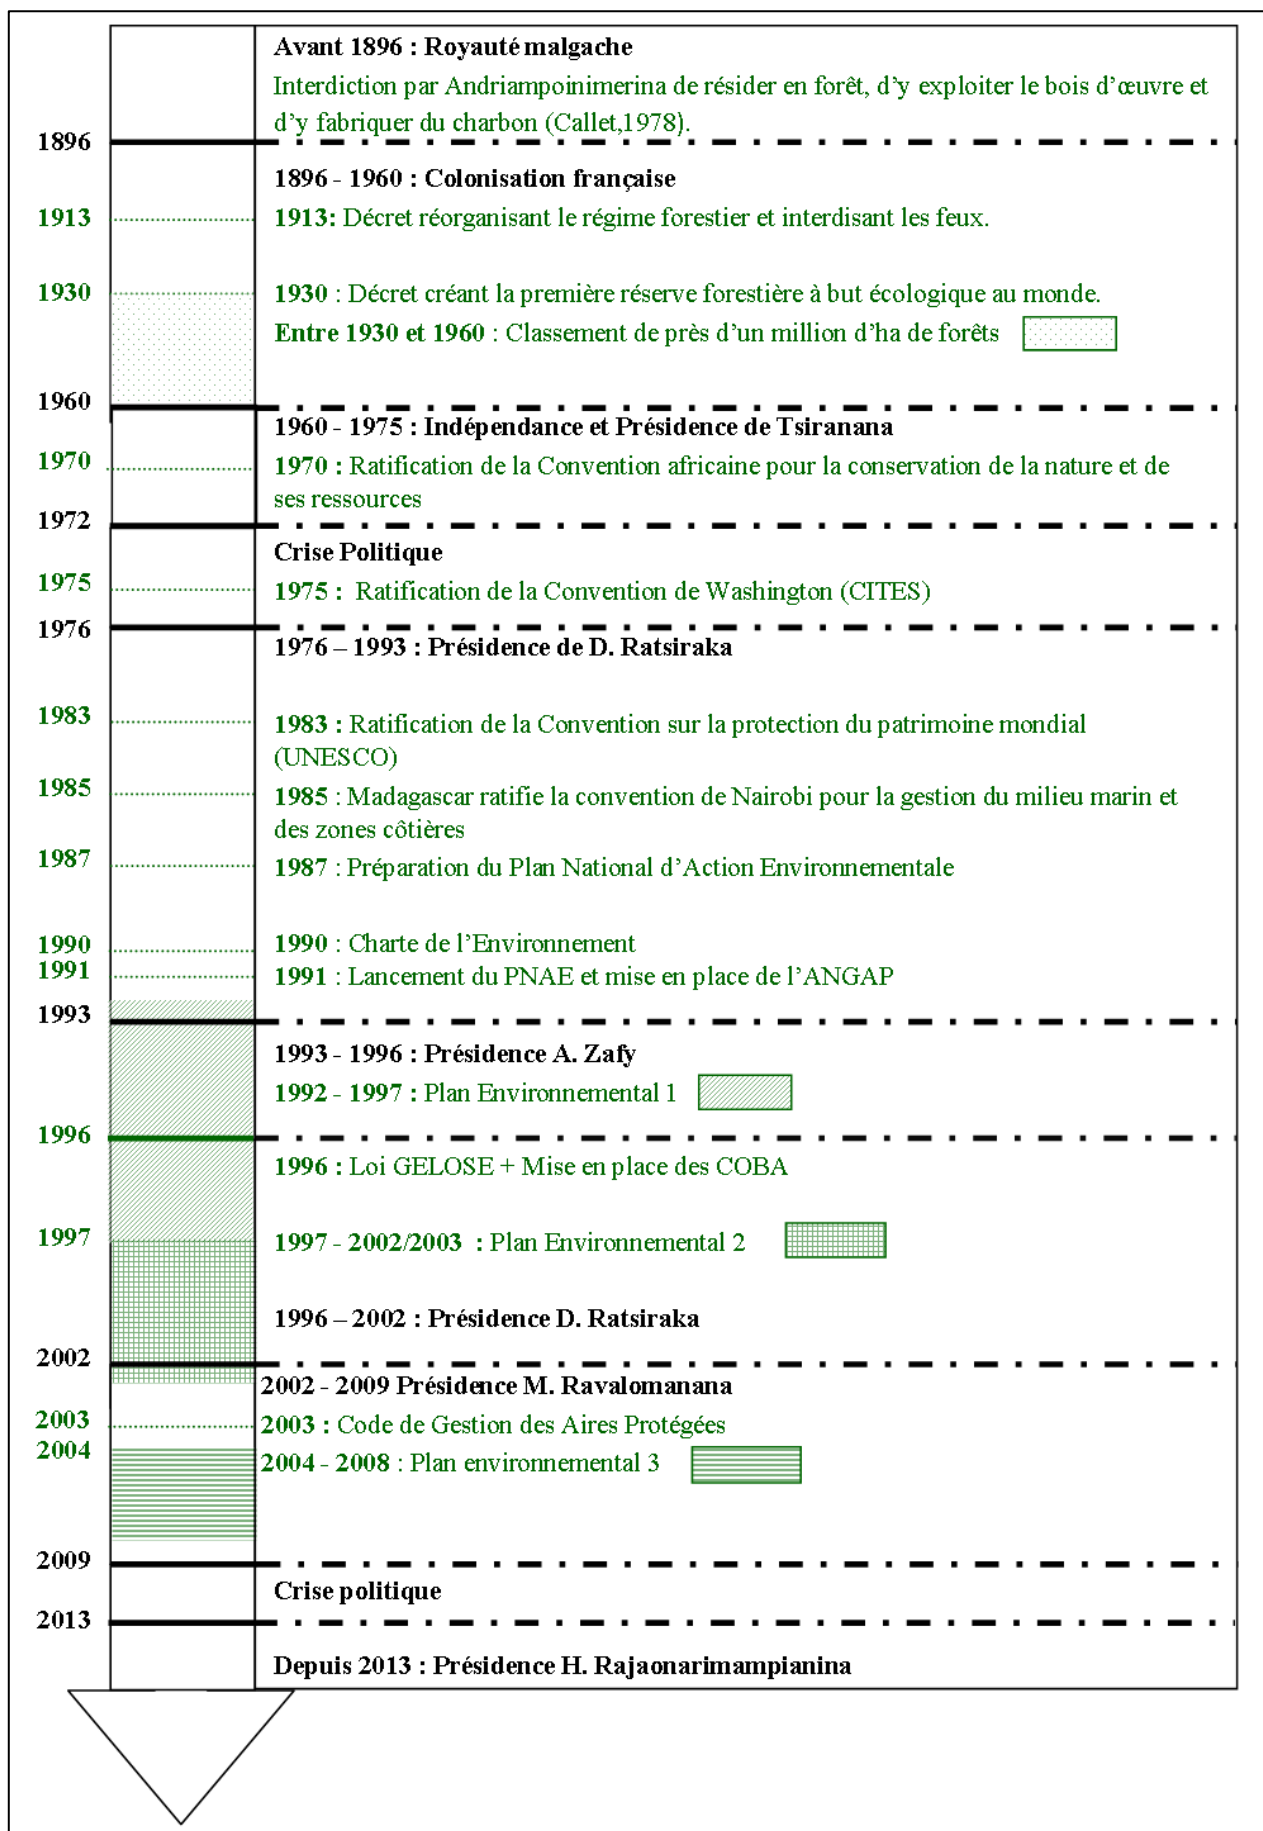 Avant 1896 : Royauté malgache
Interdiction par Andriampoinimerina de résider en forêt, d'y exploiter le bois d'œuvre et
d'y fabriquer du charbon (Callet,1978).
1896
1896 - 1960 : Colonisation française
1913
1913: Décret réorganisant le régime forestier et interdisant les feux.
1930
1930 : Décret créant la première réserve forestière à but écologique au monde.
Entre 1930 et 1960 : Classement de près d'un million d'ha de forêts
1960
1960 - 1975 : Indépendance et Présidence de Tsiranana
1970
1970 : Ratification de la Convention africaine pour la conservation de la nature et de
ses ressources
1972
Crise Politique
1975
1975 : Ratification de la Convention de Washington (CITES)
1976
1976 – 1993 : Présidence de D. Ratsiraka
1983
1983 : Ratification de la Convention sur la protection du patrimoine mondial
(UNESCO)
1985
1985 : Madagascar ratifie la convention de Nairobi pour la gestion du milieu marin et
des zones côtières
1987
1987 : Préparation du Plan National d'Action Environnementale
1990
1990 : Charte de l'Environnement
1991
1991 : Lancement du PNAE et mise en place de l'ANGAP
1993
1993 - 1996 : Présidence A. Zafy
1992 - 1997 : Plan Environmental 1
1996
1996 : Loi GELOSE + Mise en place des COBA
1997
1997 - 2002/2003 : Plan Environnemental 2
1996 – 2002 : Présidence D. Ratsiraka
2002
2002 - 2009 Présidence M. Ravalomanana
2003
2003 : Code de Gestion des Aires Protégées
2004
2004 - 2008 : Plan environnemental 3
2009
Crise politique
2013
Depuis 2013 : Présidence H. Rajaonarimampianina